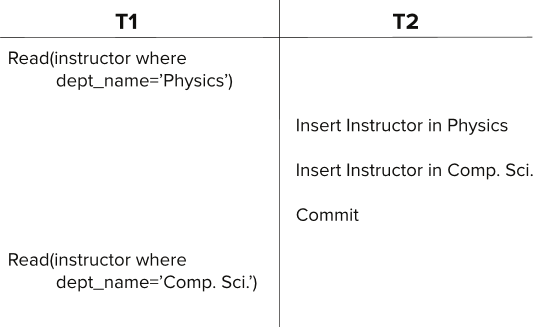 T1 T2
Read(instructor where
dept_name=’Physics’)
Insert Instructor in Physics
Insert Instructor in Comp. Sci.
Commit
Read(instructor where
dept_name=’Comp. Sci.’)